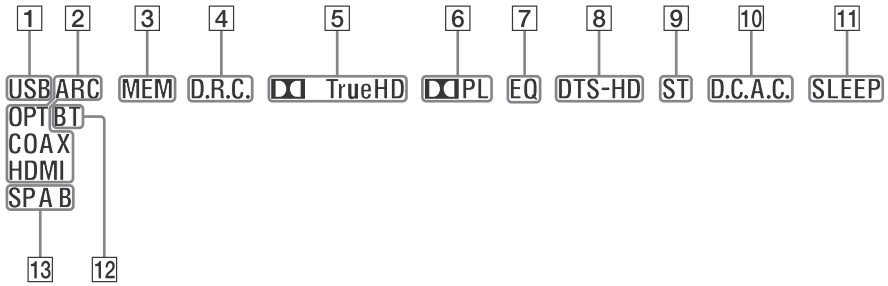 1 2 3 4 5 6 7 8 9 10 11
USB ARC MEM D.R.C. TrueHD PL EQ DTS-HD ST D.C.A.C. SLEEP
OPT BT
COAX
HDMI
SP A B
13 12